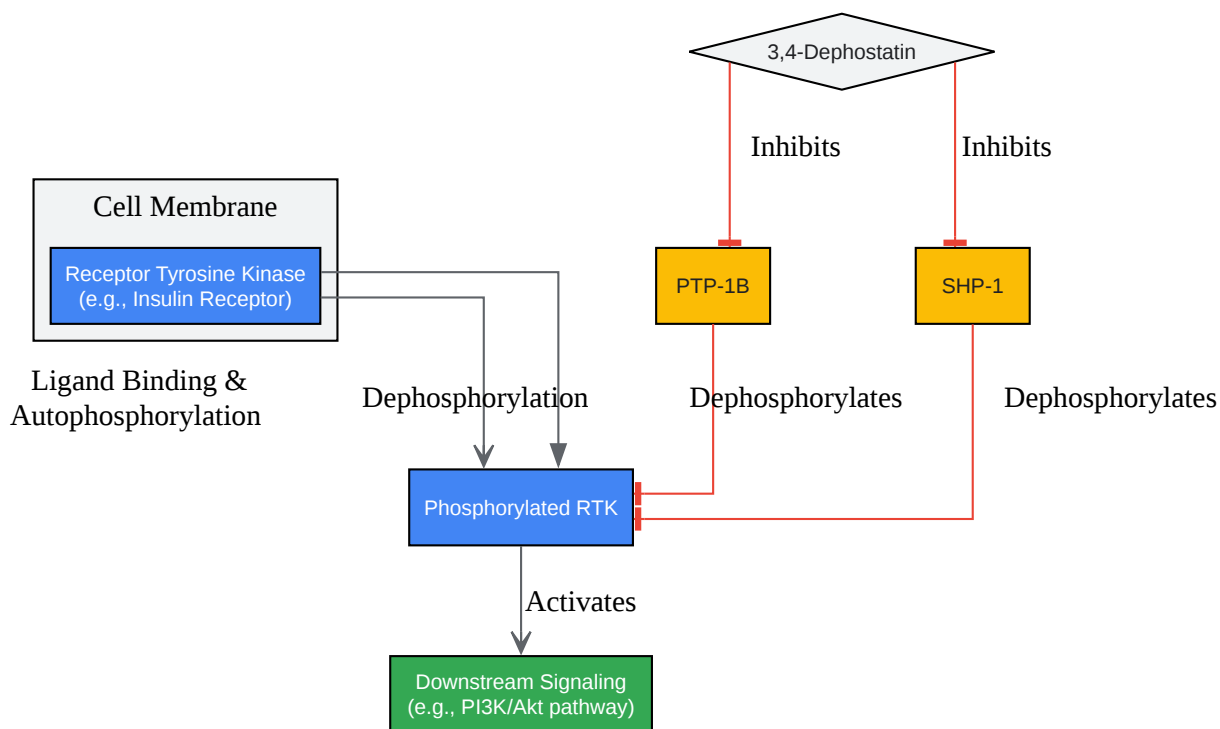 3,4-Dephostatin
Inhibits
Inhibits
Cell Membrane
Receptor Tyrosine Kinase
(e.g., Insulin Receptor)
PTP-1B
SHP-1
Ligand Binding &
Autophosphorylation
Dephosphorylation
Dephosphorylates
Dephosphorylates
Phosphorylated RTK
Activates
Downstream Signaling
(e.g., PI3K/Akt pathway)